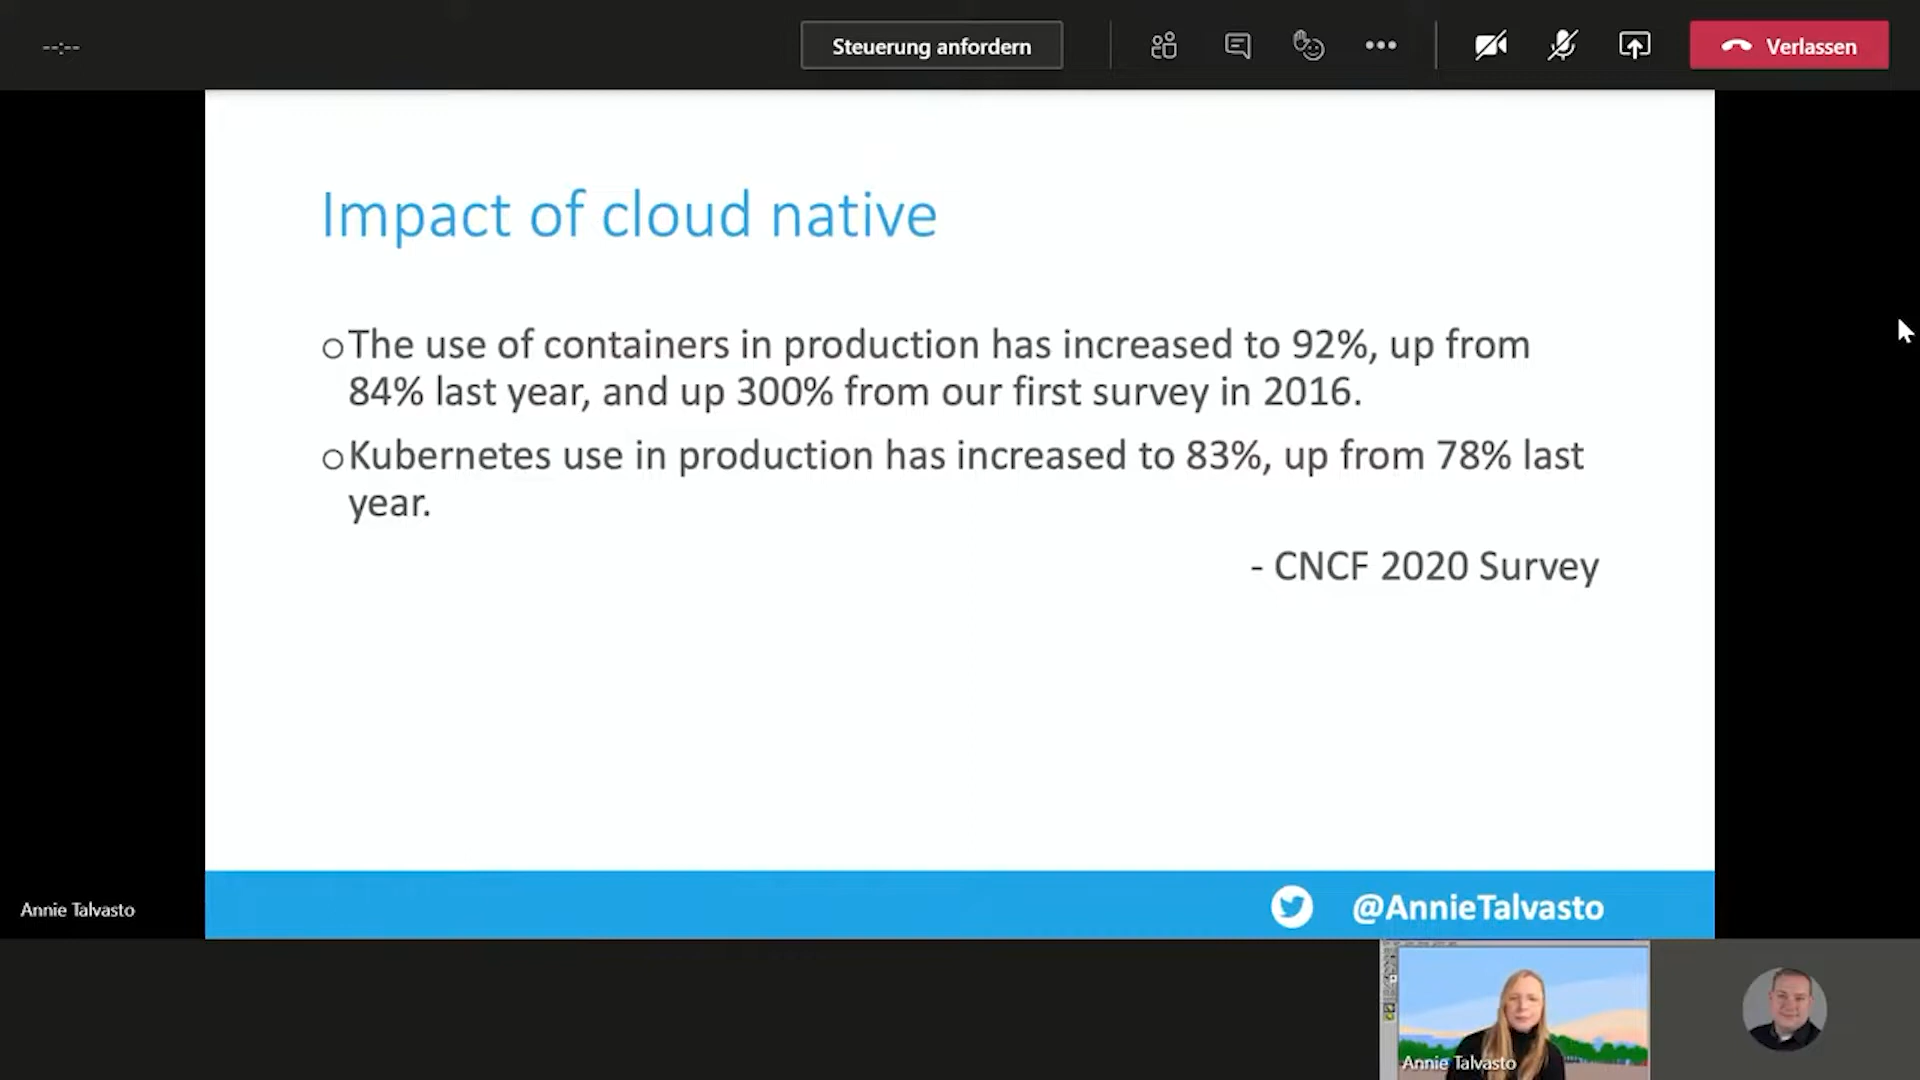 --:--
Steuerung anfordern
Verlassen
Impact of cloud native
oThe use of containers in production has increased to 92%, up from
84% last year, and up 300% from our first survey in 2016.
oKubernetes use in production has increased to 83%, up from 78% last
year.
- CNCF 2020 Survey
@AnnieTalvasto
Annie Talvasto
Annie Talvasto